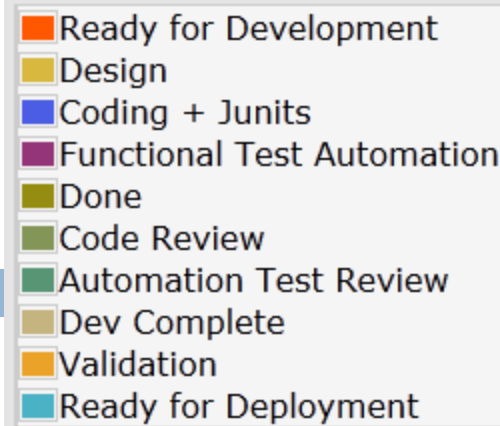 Ready for Development
Design
Coding + Junits
Functional Test Automation
Done
Code Review
Automation Test Review
Dev Complete
Validation
Ready for Deployment